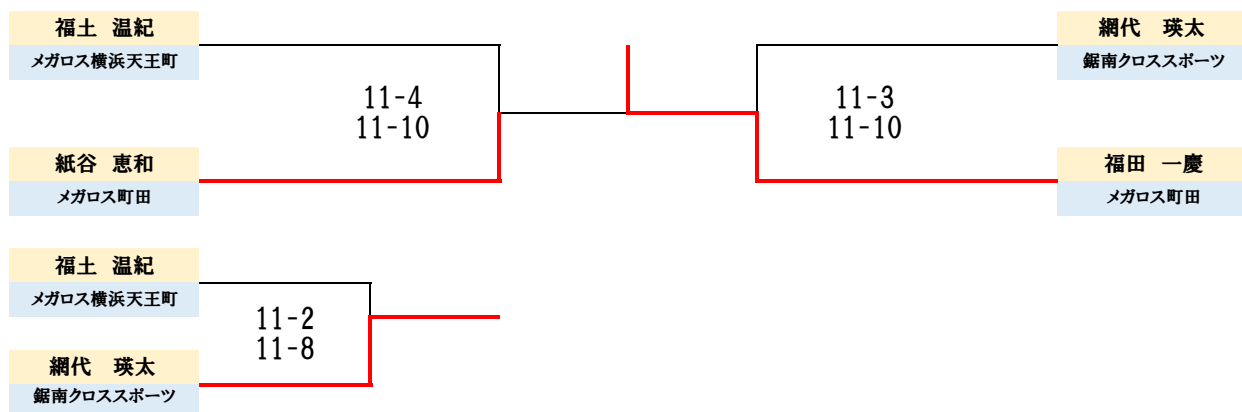 福土 温紀
メガロス横浜天王町
11-4
11-10
紙谷 恵和
メガロス町田
網代 瑛太
鋸南クロススポーツ
11-3
11-10
福田 一慶
メガロス町田
福土 温紀
メガロス横浜天王町
11-2
11-8
網代 瑛太
鋸南クロススポーツ